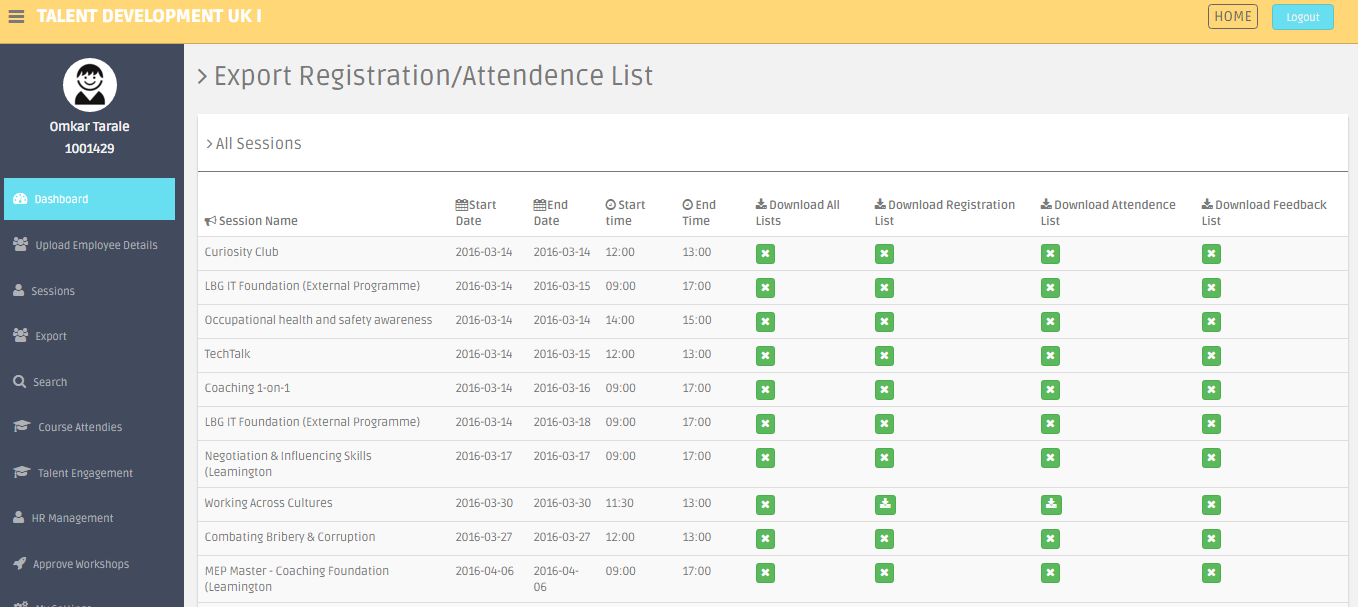 TALENT DEVELOPMENT UK I
HOME
Logout
Omkar Tarale
1001429
Dashboard
Upload Employee Details
Sessions
Export
Search
Course Attendies
Talent Engagement
HR Management
Approve Workshops
My Settings
Export Registration/Attendence List
All Sessions
Session Name Start Date End Date Start time End Time Download All Lists Download Registration List Download Attendence List Download Feedback List
Curiosity Club 2016-03-14 2016-03-14 12:00 13:00
LBG IT Foundation (External Programme) 2016-03-14 2016-03-15 09:00 17:00
Occupational health and safety awareness 2016-03-14 2016-03-14 14:00 15:00
TechTalk 2016-03-14 2016-03-15 12:00 13:00
Coaching 1-on-1 2016-03-14 2016-03-16 09:00 17:00
LBG IT Foundation (External Programme) 2016-03-14 2016-03-18 09:00 17:00
Negotiation & Influencing Skills 2016-03-17 2016-03-17 09:00 17:00
(Leamington
Working Across Cultures 2016-03-30 2016-03-30 11:30 13:00
Combating Bribery & Corruption 2016-03-27 2016-03-27 12:00 13:00
MEP Master - Coaching Foundation 2016-04-06 2016-04- 09:00 17:00
(Leamington 06